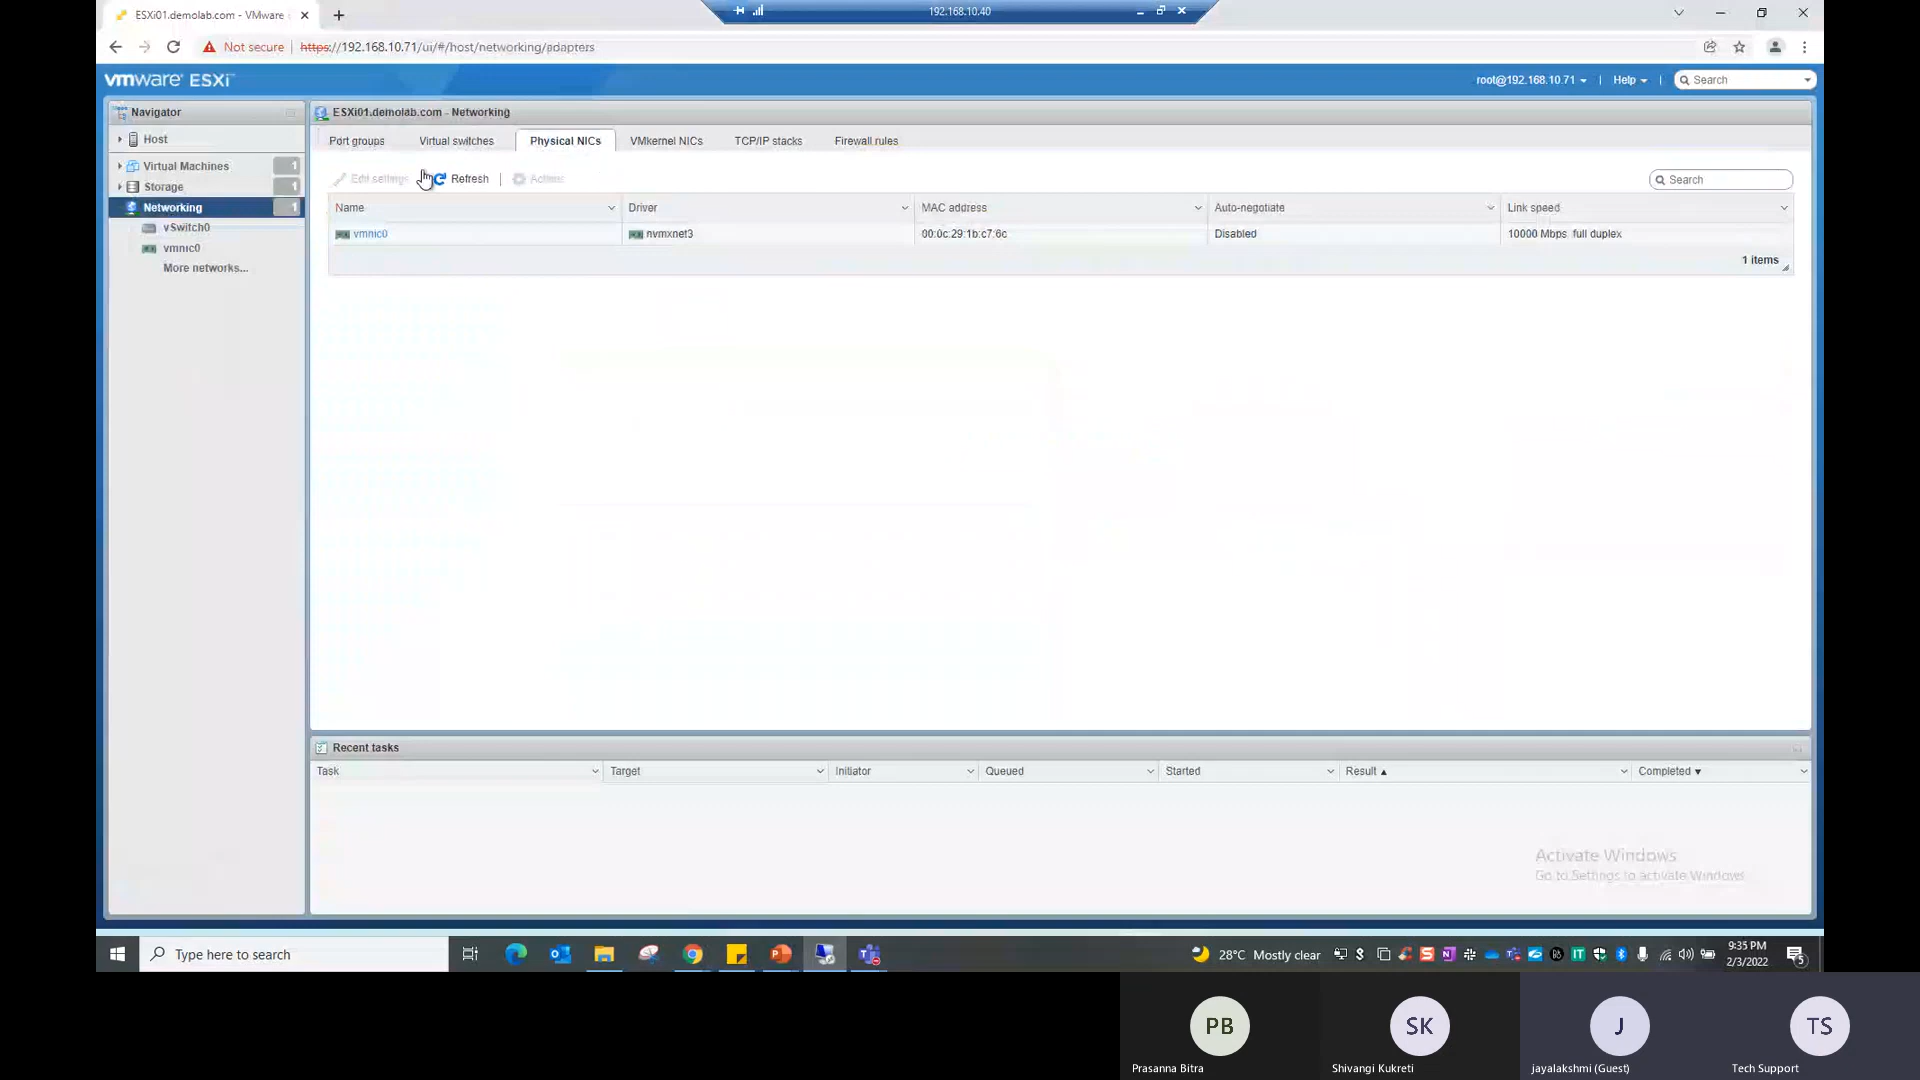 ESXi01.demolab.com - VMware
192.168.10.40
Not secure | https://192.168.10.71/ui/#/host/networking/adapters
vmware ESXi
root@192.168.10.71 | Help | Search
Navigator
Host
Virtual Machines 1
Storage 1
Networking 1
vSwitch0
vmnic0
More networks...
ESXi01.demolab.com - Networking
Port groups Virtual switches Physical NICs VMkernel NICs TCP/IP stacks Firewall rules
Edit settings Refresh | Actions
Search
Name Driver MAC address Auto-negotiate Link speed
vmnic0 nvmxnet3 00:0c:29:1b:c7:6c Disabled 10000 Mbps, full duplex
1 items
Recent tasks
Task Target Initiator Queued Started Result ▲ Completed ▼
Activate Windows
Go to Settings to activate Windows.
Type here to search
28°C Mostly clear
9:35 PM
2/3/2022
5
PB SK J TS
Prasanna Bitra Shivangi Kukreti jayalakshmi (Guest) Tech Support